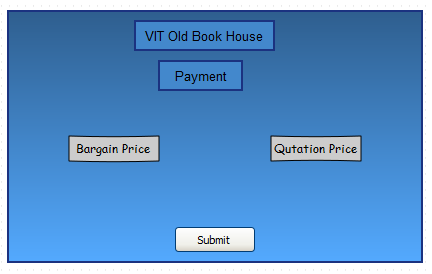 VIT Old Book House
Payment
Bargain Price
Qutation Price
Submit